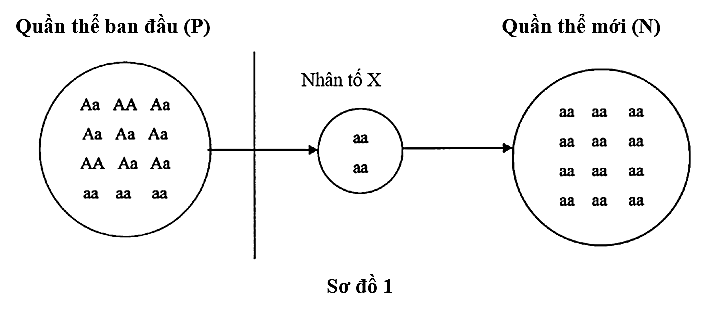 Quần thể ban đầu (P)
Quần thể mới (N)
Nhân tố X
Aa AA Aa
Aa Aa Aa
AA Aa Aa
aa aa aa
aa
aa
aa aa aa
aa aa aa
aa aa aa
aa aa aa
Sơ đồ 1